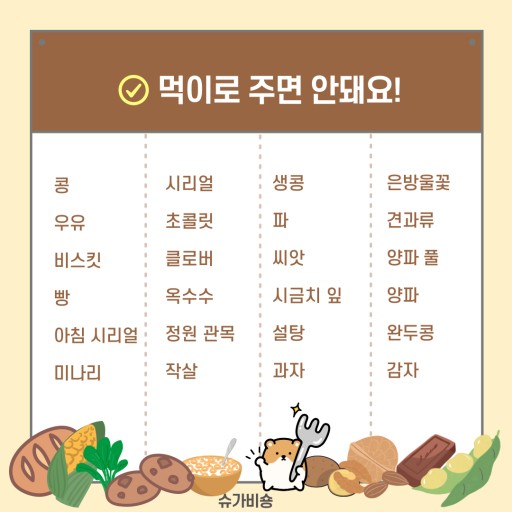 먹이로 주면 안돼요!
콩
우유
비스킷
빵
아침 시리얼
미나리
시리얼
초콜릿
클로버
옥수수
정원 관목
작살
생콩
파
씨앗
시금치 잎
설탕
과자
은방울꽃
견과류
양파 풀
양파
완두콩
감자
슈가비숑